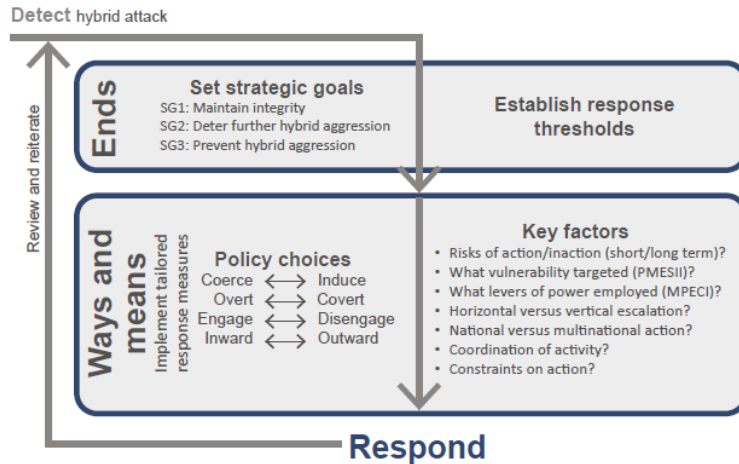 Detect hybrid attack
Review and reiterate
Ends
Set strategic goals
SG1: Maintain integrity
SG2: Deter further hybrid aggression
SG3: Prevent hybrid aggression
Establish response
thresholds
Ways and
means
Implement tailored
response measures
Policy choices
Coerce Induce
Overt Covert
Engage Disengage
Inward Outward
Key factors
• Risks of action/inaction (short/long term)?
• What vulnerability targeted (PMESII)?
• What levers of power employed (MPECI)?
• Horizontal versus vertical escalation?
• National versus multinational action?
• Coordination of activity?
• Constraints on action?
Respond